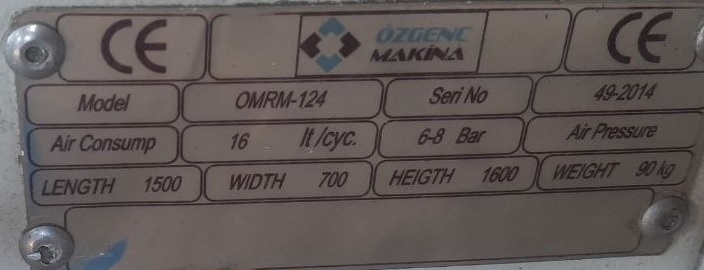 CE ÖZGENC CE
MAKİNA
Model OMRM-124 Seri No 49-2014
Air Consump 16 lt/cyc. 6-8 Bar Air Pressure
LENGTH 1500 WIDTH 700 HEIGTH 1600 WEIGHT 90 kg